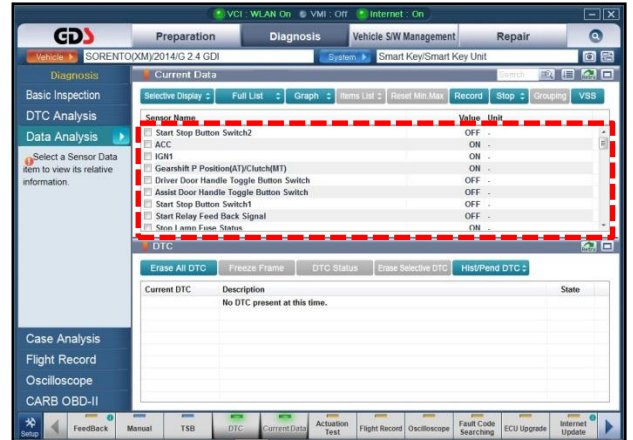 VCI : WLAN On VMI : Off Internet : On
GDS Preparation Diagnosis Vehicle S/W Management Repair
Vehicle SORENTO(XM)/2014/G 2.4 GDI System Smart Key/Smart Key Unit
Diagnosis
Basic Inspection
DTC Analysis
Data Analysis
Select a Sensor Data item to view its relative information.
Case Analysis
Flight Record
Oscilloscope
CARB OBD-II
Current Data Search
Selective Display Full List Graph Items List Reset Min.Max Record Stop Grouping VSS
Sensor Name Value Unit
Start Stop Button Switch2 OFF -
ACC ON -
IGN1 ON -
Gearshift P Position(AT)/Clutch(MT) ON -
Driver Door Handle Toggle Button Switch OFF -
Assist Door Handle Toggle Button Switch OFF -
Start Stop Button Switch1 OFF -
Start Relay Feed Back Signal OFF -
Stop Lamp Fuse Status ON -
DTC
Erase All DTC Freeze Frame DTC Status Erase Selective DTC Hist/Pend DTC
Current DTC Description State
No DTC present at this time.
Setup FeedBack Manual TSB DTC Current Data Actuation Test Flight Record Oscilloscope Fault Code Searching ECU Upgrade Internet Update